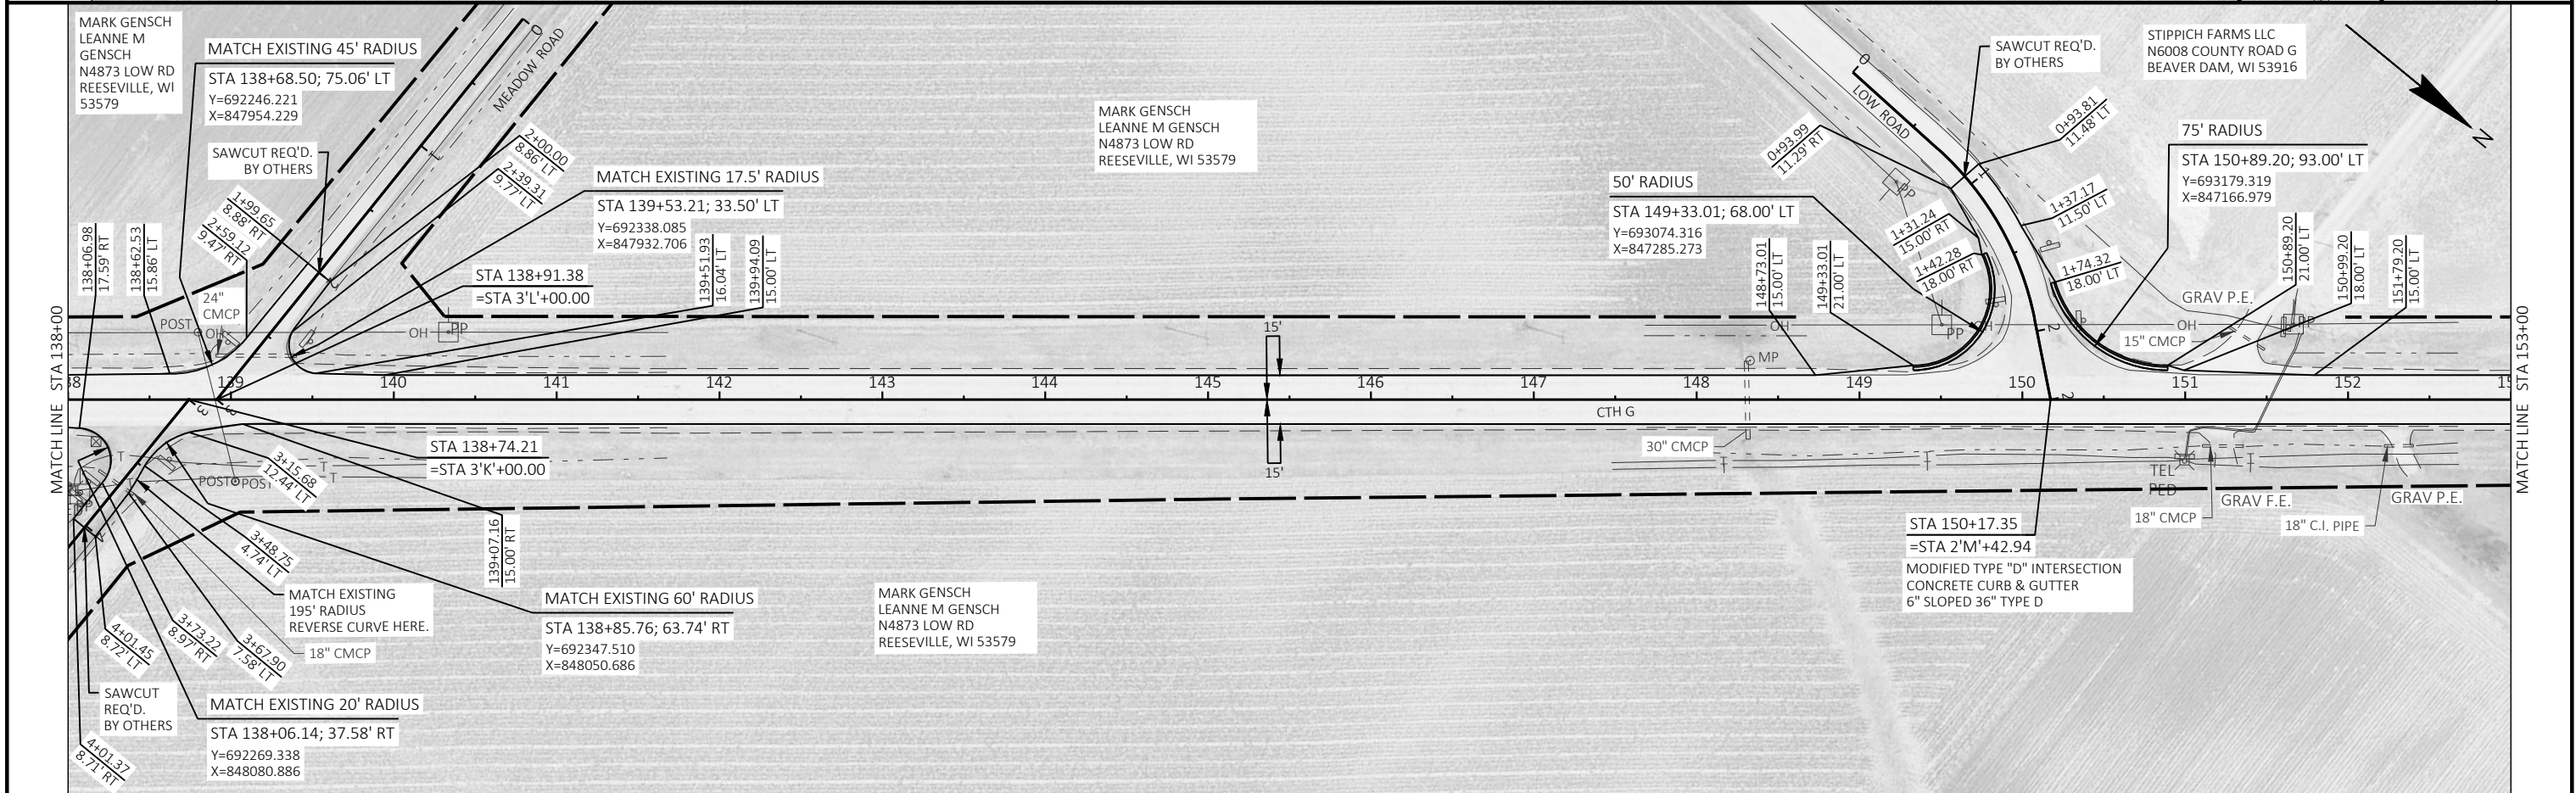 MARK GENSCH
LEANNE M
GENSCH
N4873 LOW RD
REESEVILLE, WI
53579
MATCH EXISTING 45' RADIUS
STA 138+68.50; 75.06' LT
Y=692246.221
X=847954.229
SAWCUT REQ'D.
BY OTHERS
1+99.65
8.88' RT
2+59.12
9.47' RT
138+06.98
17.59' RT
138+62.53
15.86' LT
24"
CMCP
POST
OH
0
MEADOW ROAD
1
2
2+00.00
8.86' LT
2+39.31
9.77' LT
MATCH EXISTING 17.5' RADIUS
STA 139+53.21; 33.50' LT
Y=692338.085
X=847932.706
STA 138+91.38
=STA 3'L'+00.00
139+51.93
16.04' LT
139+94.09
15.00' LT
OH
PP
MARK GENSCH
LEANNE M GENSCH
N4873 LOW RD
REESEVILLE, WI 53579
15'
50' RADIUS
STA 149+33.01; 68.00' LT
Y=693074.316
X=847285.273
148+73.01
15.00' LT
149+33.01
21.00' LT
0+93.99
11.29' RT
PP
1+31.24
15.00' RT
1+42.28
18.00' RT
0
LOW ROAD
1
SAWCUT REQ'D.
BY OTHERS
0+93.81
11.48' LT
1+37.17
11.50' LT
1+74.32
18.00' LT
STIPPICH FARMS LLC
N6008 COUNTY ROAD G
BEAVER DAM, WI 53916
N
75' RADIUS
STA 150+89.20; 93.00' LT
Y=693179.319
X=847166.979
150+89.20
21.00' LT
150+99.20
18.00' LT
151+79.20
15.00' LT
GRAV P.E.
15" CMCP
OH
PP
OH
PP
OH
MP
2
MATCH LINE STA 138+00
38
139
140
141
142
143
144
145
146
147
148
149
150
151
152
15
MATCH LINE STA 153+00
3
3
2
CTH G
STA 138+74.21
=STA 3'K'+00.00
15'
30" CMCP
T
T
T
T
T
T
T
POST
POST
PP
3+15.68
12.44' LT
3+48.75
4.74' LT
139+07.16
15.00' RT
TEL
PED
18" CMCP
GRAV F.E.
18" C.I. PIPE
GRAV P.E.
STA 150+17.35
=STA 2'M'+42.94
MODIFIED TYPE "D" INTERSECTION
CONCRETE CURB & GUTTER
6" SLOPED 36" TYPE D
MATCH EXISTING
195' RADIUS
REVERSE CURVE HERE.
18" CMCP
MATCH EXISTING 60' RADIUS
STA 138+85.76; 63.74' RT
Y=692347.510
X=848050.686
MARK GENSCH
LEANNE M GENSCH
N4873 LOW RD
REESEVILLE, WI 53579
4+01.45
8.72' LT
3+73.22
8.97' RT
3+67.90
7.58' LT
SAWCUT
REQ'D.
BY OTHERS
MATCH EXISTING 20' RADIUS
STA 138+06.14; 37.58' RT
Y=692269.338
X=848080.886
4+01.37
8.71' RT